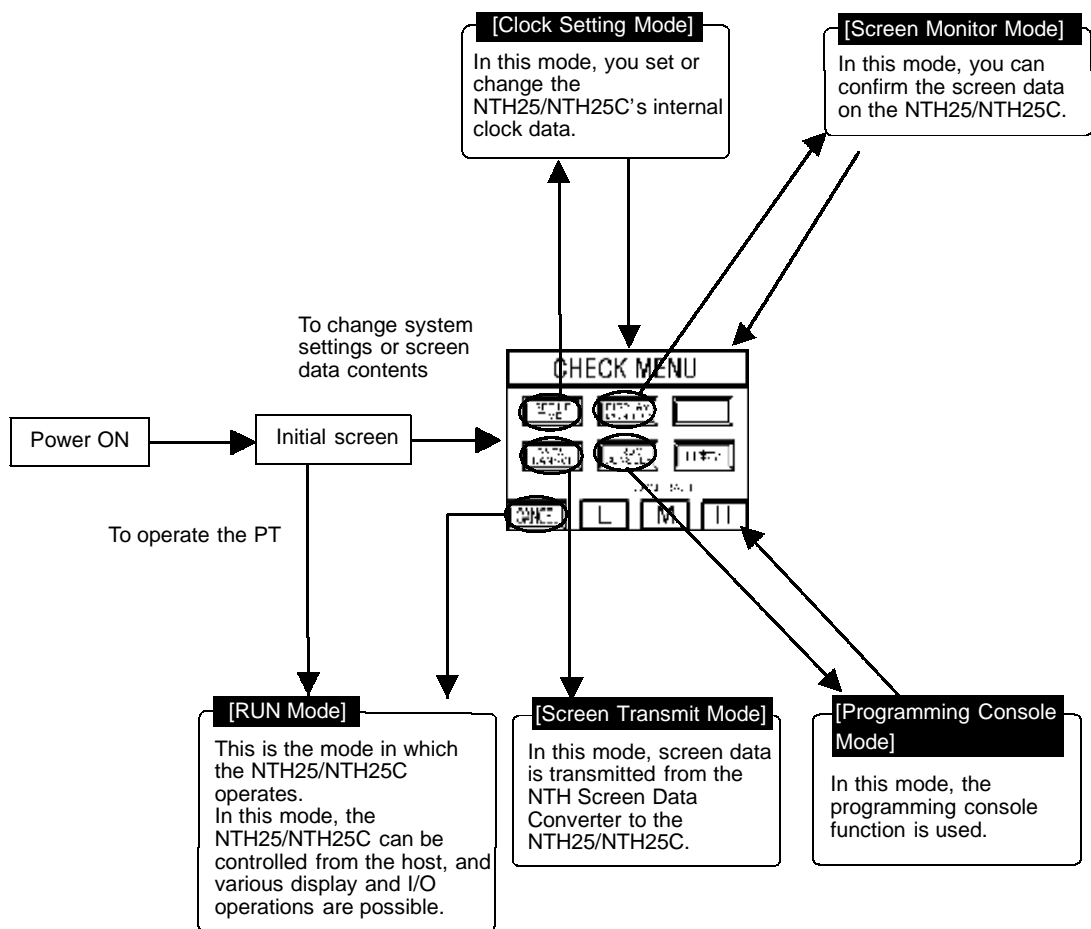 [Clock Setting Mode]
In this mode, you set or
change the
NTH25/NTH25C's internal
clock data.
[Screen Monitor Mode]
In this mode, you can
confirm the screen data
on the NTH25/NTH25C.
To change system
settings or screen
data contents
CHECK MENU
Power ON
Initial screen
CANCEL
L
M
H
To operate the PT
[RUN Mode]
This is the mode in which
the NTH25/NTH25C
operates.
In this mode, the
NTH25/NTH25C can be
controlled from the host, and
various display and I/O
operations are possible.
[Screen Transmit Mode]
In this mode, screen data
is transmitted from the
NTH Screen Data
Converter to the
NTH25/NTH25C.
[Programming Console
Mode]
In this mode, the
programming console
function is used.